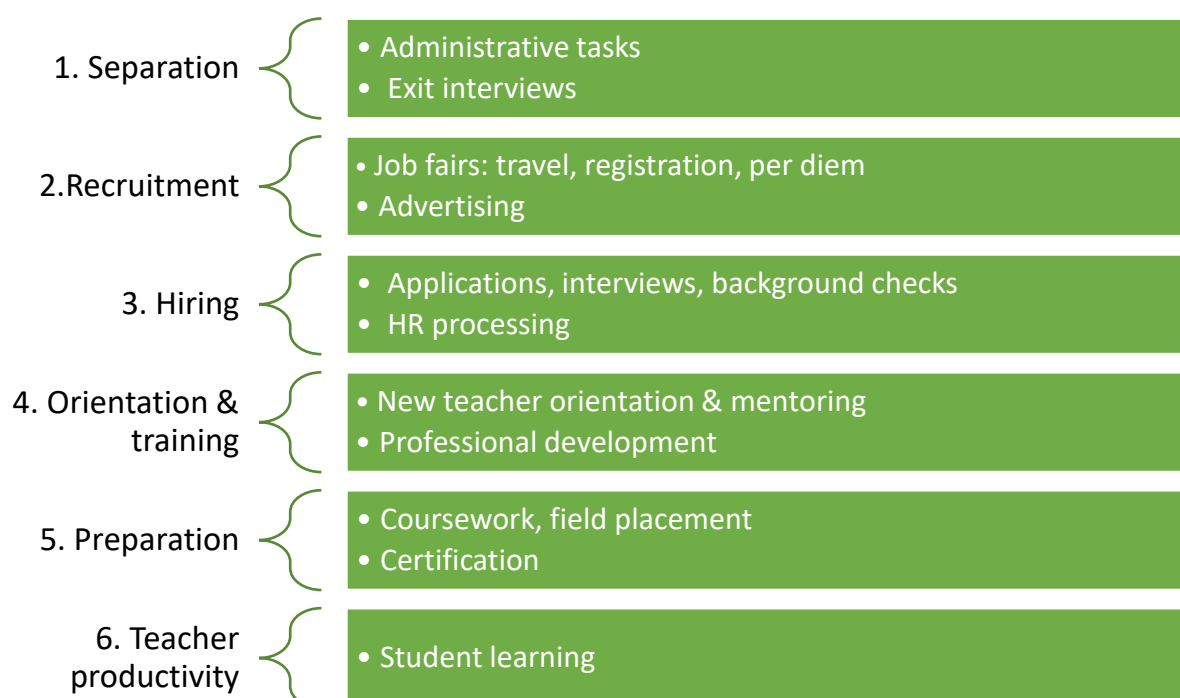 1. Separation
• Administrative tasks
• Exit interviews
2.Recruitment
• Job fairs: travel, registration, per diem
• Advertising
3. Hiring
• Applications, interviews, background checks
• HR processing
4. Orientation &
training
• New teacher orientation & mentoring
• Professional development
5. Preparation
• Coursework, field placement
• Certification
6. Teacher
productivity
• Student learning